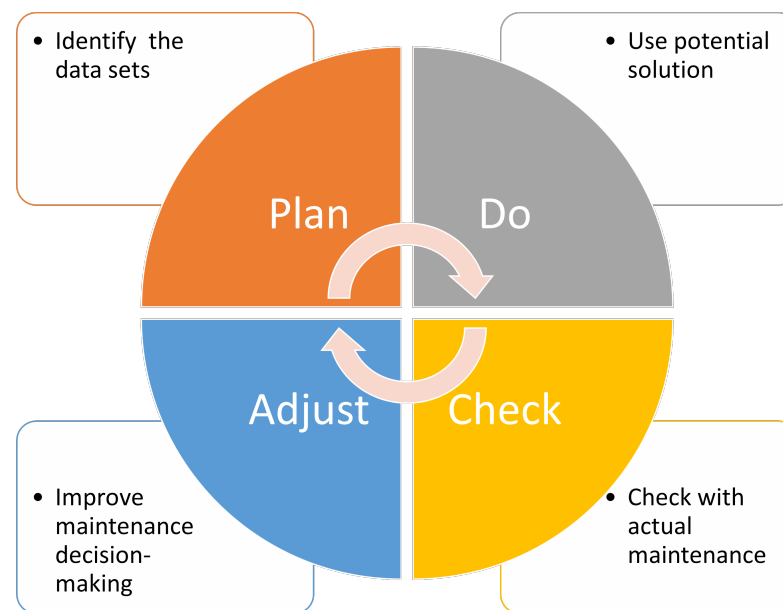 • Identify the
data sets
• Use potential
solution
Plan
Do
Adjust
Check
• Improve
maintenance
decision-
making
• Check with
actual
maintenance